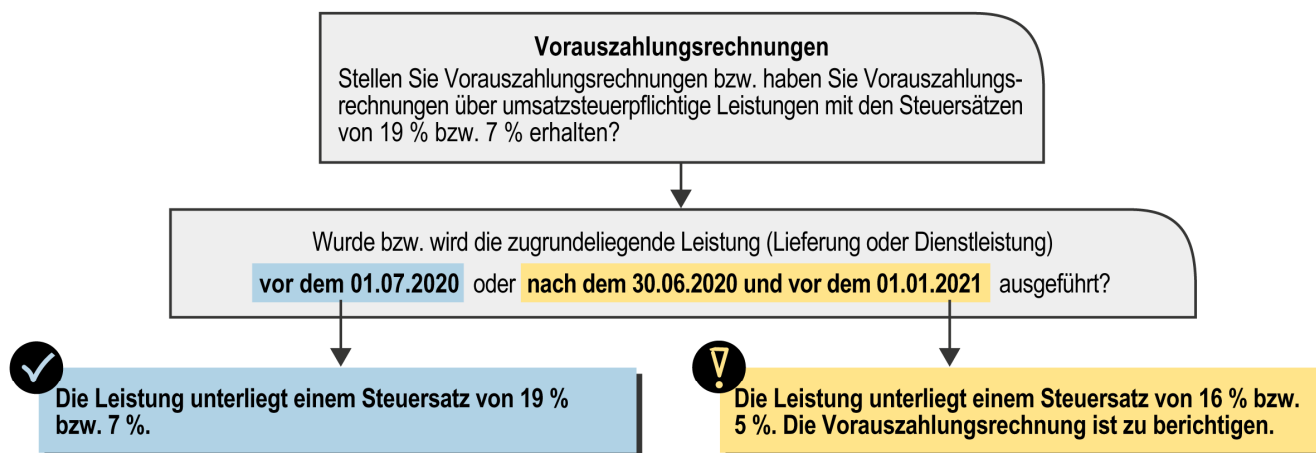 Vorauszahlungsrechnungen
Stellen Sie Vorauszahlungsrechnungen bzw. haben Sie Vorauszahlungs-
rechnungen über umsatzsteuerpflichtige Leistungen mit den Steuersätzen
von 19 % bzw. 7 % erhalten?
Wurde bzw. wird die zugrundeliegende Leistung (Lieferung oder Dienstleistung)
vor dem 01.07.2020 oder nach dem 30.06.2020 und vor dem 01.01.2021 ausgeführt?
Die Leistung unterliegt einem Steuersatz von 19 %
bzw. 7 %.
Die Leistung unterliegt einem Steuersatz von 16 % bzw.
5 %. Die Vorauszahlungsrechnung ist zu berichtigen.